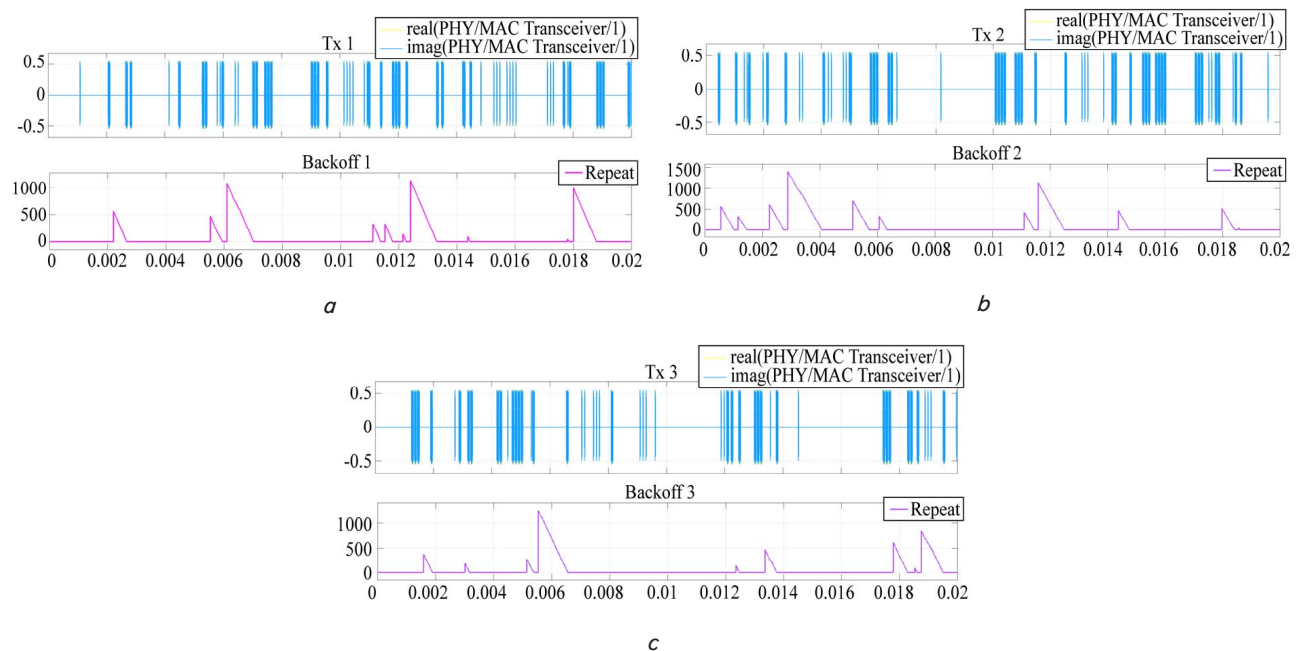 real(PHY/MAC Transceiver/1)
imag(PHY/MAC Transceiver/1)
Tx 1
0.5
0
-0.5
Backoff 1
Repeat
1000
500
0
0 0.002 0.004 0.006 0.008 0.01 0.012 0.014 0.016 0.018 0.02
a
real(PHY/MAC Transceiver/1)
imag(PHY/MAC Transceiver/1)
Tx 2
0.5
0
-0.5
Backoff 2
Repeat
1500
1000
500
0
0 0.002 0.004 0.006 0.008 0.01 0.012 0.014 0.016 0.018 0.02
b
real(PHY/MAC Transceiver/1)
imag(PHY/MAC Transceiver/1)
Tx 3
0.5
0
-0.5
Backoff 3
Repeat
1000
500
0
0 0.002 0.004 0.006 0.008 0.01 0.012 0.014 0.016 0.018 0.02
c